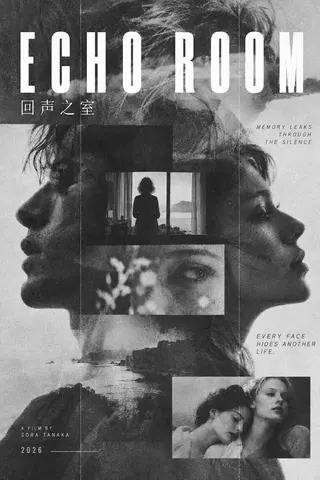 ECHO ROOM
回声之室
MEMORY LEAKS
THROUGH
THE SILENCE
EVERY FACE
HIDES ANOTHER
LIFE.
A FILM BY
SORA TANAKA
2026